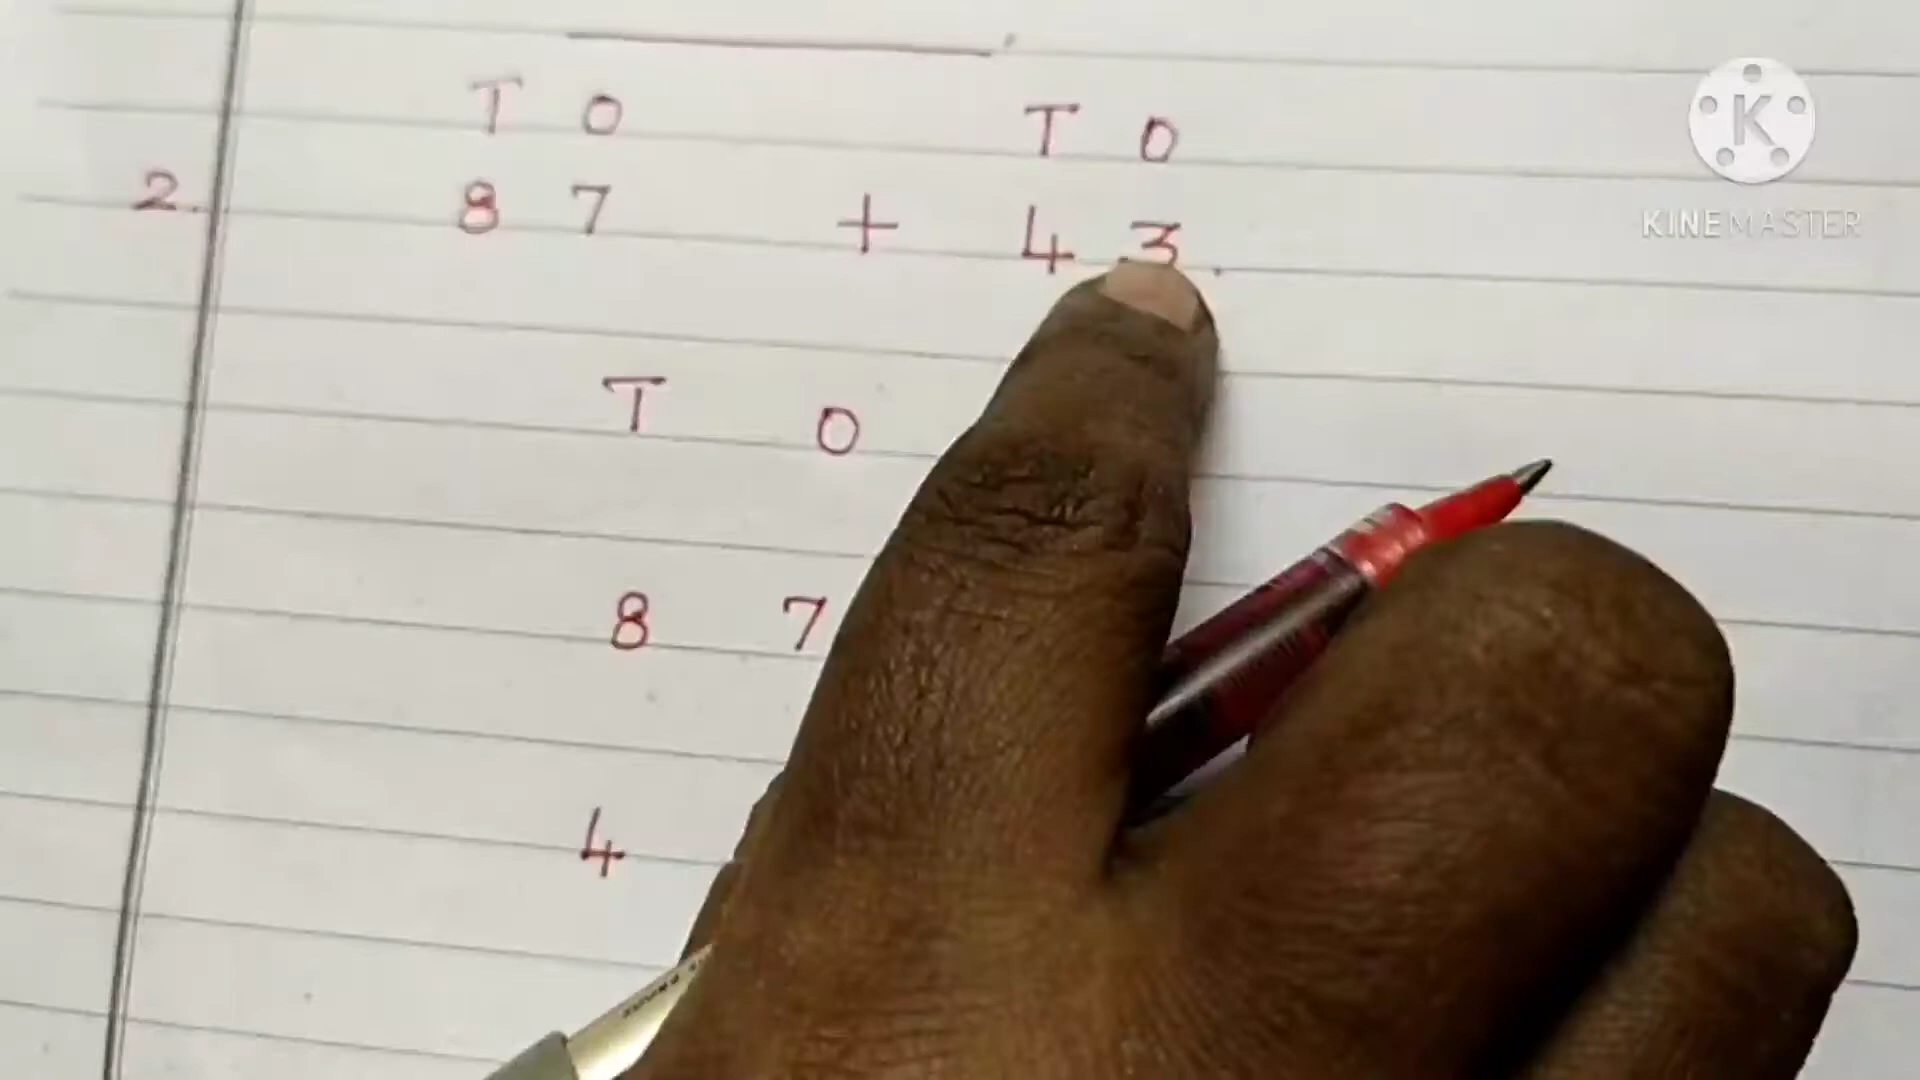 T O T O
2. 8 7 + 4 3.
T O
8 7
4
K
KINEMASTER